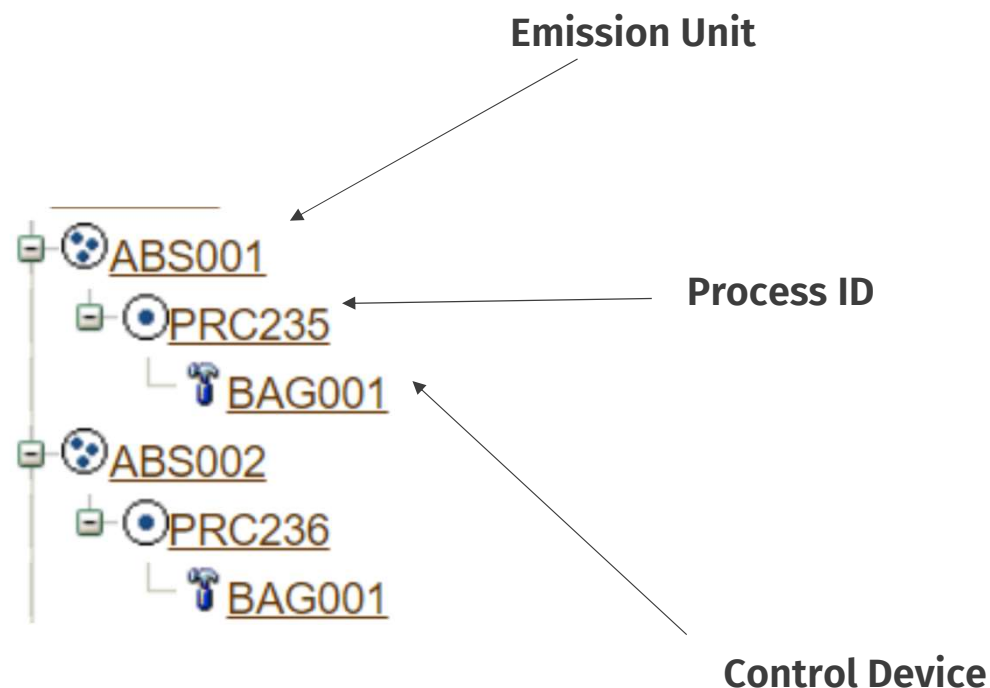 Emission Unit
ABS001
PRC235
Process ID
BAG001
ABS002
PRC236
BAG001
Control Device